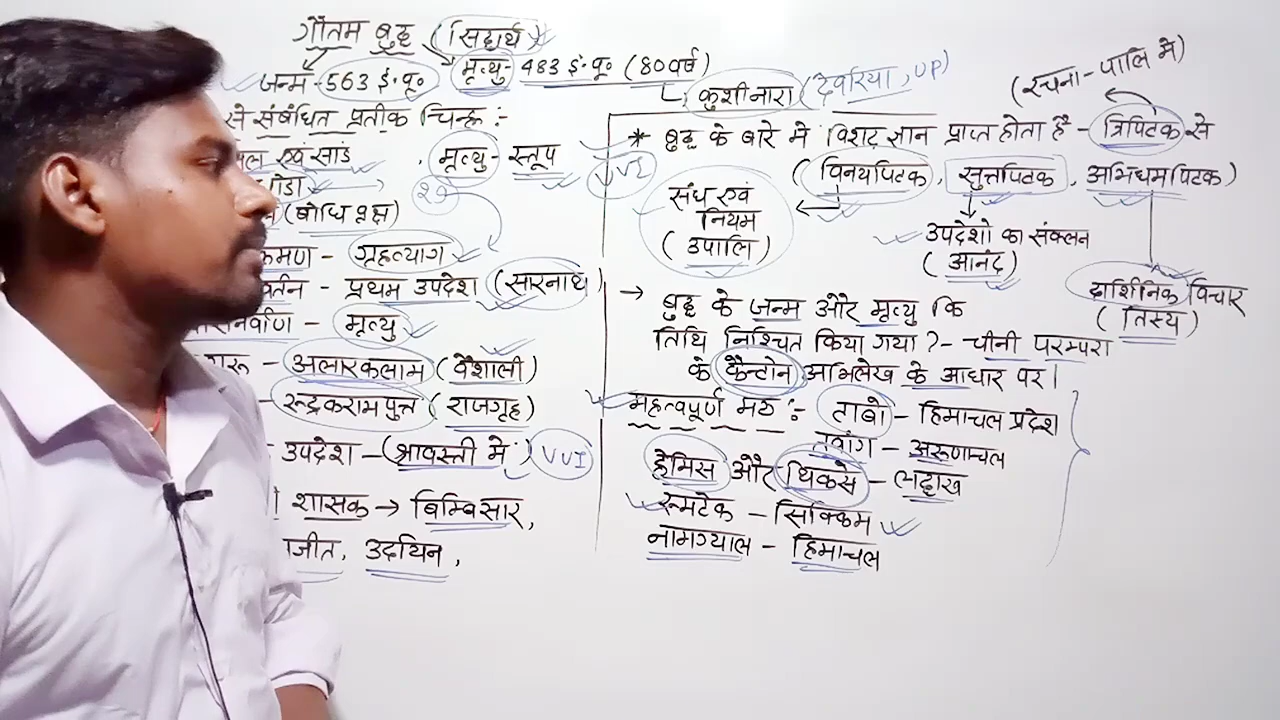 गौतम बुद्ध (सिद्धार्थ)
जन्म - 563 ई. पू. मृत्यु - 483 ई. पू. (80 वर्ष)
कुशीनारा (देवरिया, UP)
से संबंधित प्रतीक चिन्ह :-
एवं सांड , मृत्यु - स्तूप
(बोधि वृक्ष)
- गृहत्याग
- प्रथम उपदेश (सारनाथ)
- मृत्यु
- अलारकलाम (वैशाली)
- रूद्रकरामपुत्त (राजगृह)
उपदेश - (श्रावस्ती में) VVI
शासक → बिम्बिसार,
उदयिन ,
(रचना - पालि में)
* बुद्ध के बारे में विशद ज्ञान प्राप्त होता है - त्रिपिटक से
VVI
(विनयपिटक, सुत्तपिटक, अभिधमपिटक)
संघ एवं
नियम
(उपालि)
उपदेशो का संकलन
(आनंद)
दार्शनिक विचार
(तिस्य)
→ बुद्ध के जन्म और मृत्यु कि
तिथि निश्चित किया गया ? - चीनी परम्परा
के कैन्टोन अभिलेख के आधार पर।
महत्वपूर्ण मठ :- ताबो - हिमाचल प्रदेश
तवांग - अरूणाचल
हेमिस और थिकसे - लद्दाख
रूमटेक - सिक्किम
नामग्याल - हिमाचल